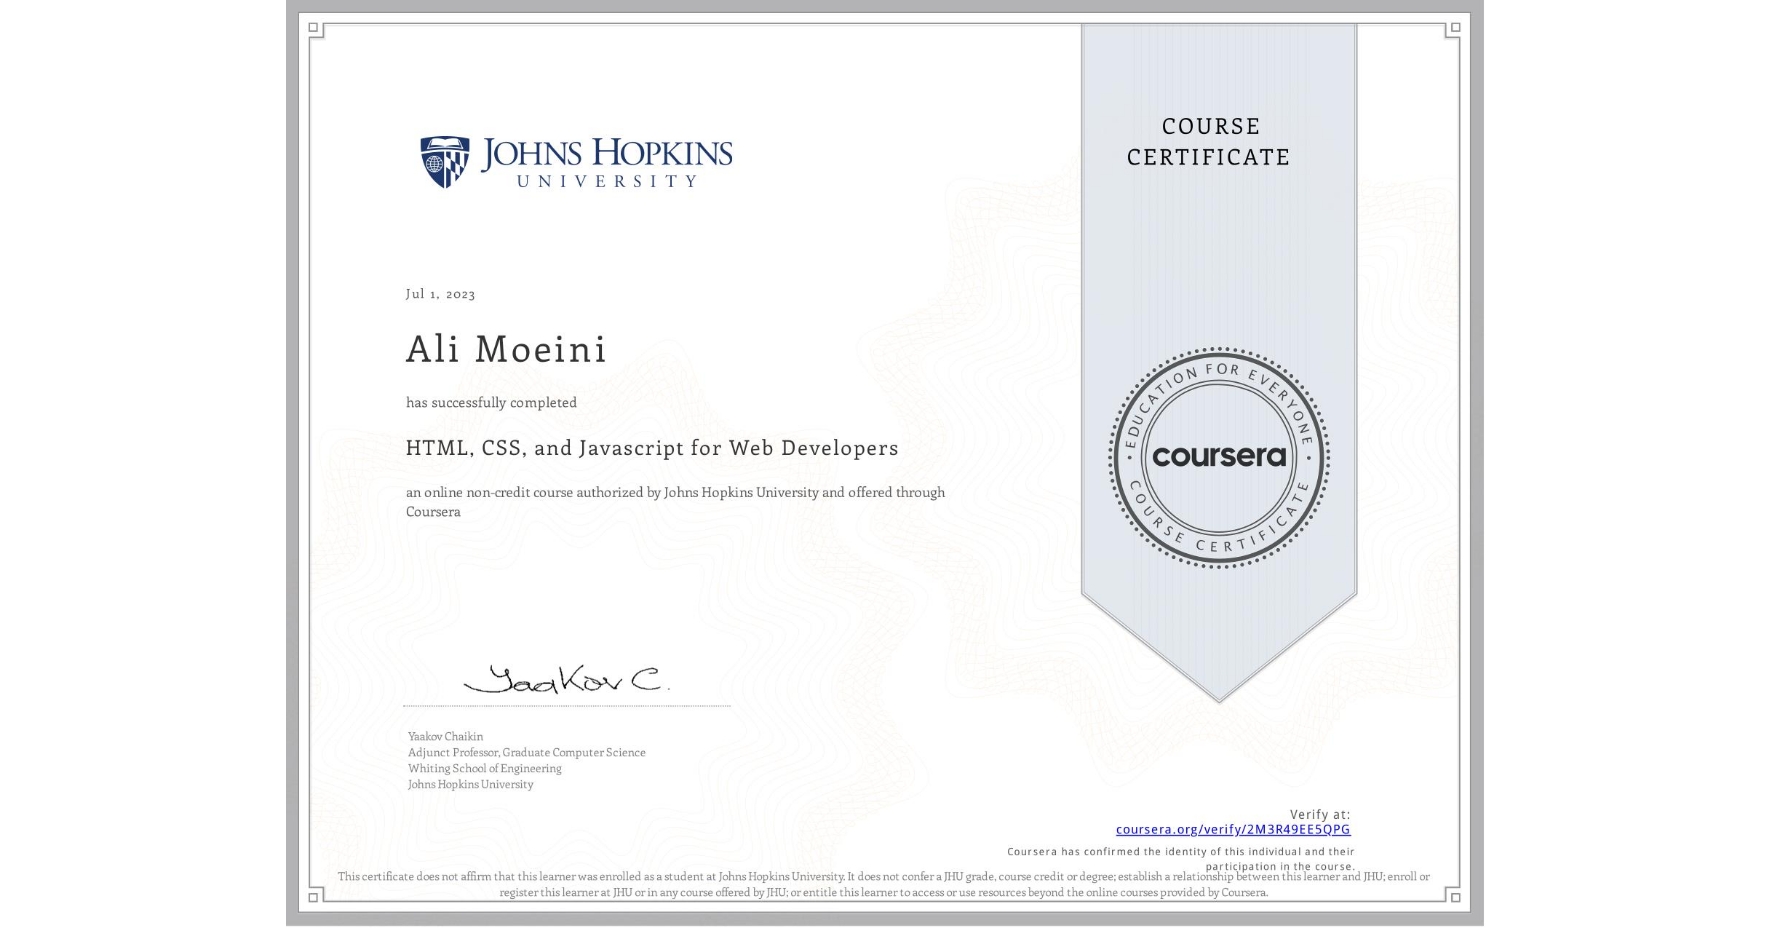 JOHNS HOPKINS
UNIVERSITY
COURSE
CERTIFICATE
Jul 1, 2023
Ali Moeini
has successfully completed
HTML, CSS, and Javascript for Web Developers
an online non-credit course authorized by Johns Hopkins University and offered through
Coursera
EDUCATION FOR EVERYONE
coursera
COURSE CERTIFICATE
Yaakov C.
Yaakov Chaikin
Adjunct Professor, Graduate Computer Science
Whiting School of Engineering
Johns Hopkins University
Verify at:
coursera.org/verify/2M3R49EE5QPG
Coursera has confirmed the identity of this individual and their
participation in the course.
This certificate does not affirm that this learner was enrolled as a student at Johns Hopkins University. It does not confer a JHU grade, course credit or degree; establish a relationship between this learner and JHU; enroll or
register this learner at JHU or in any course offered by JHU; or entitle this learner to access or use resources beyond the online courses provided by Coursera.